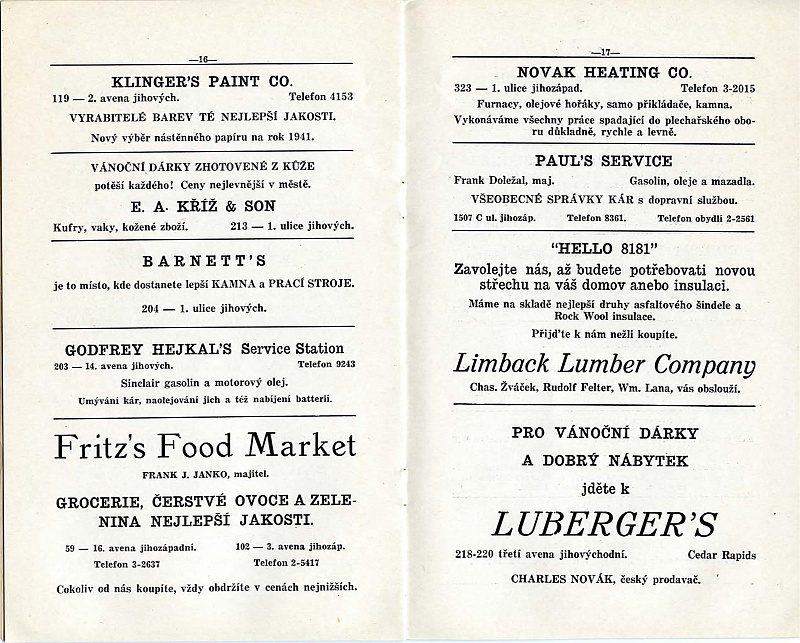 —16—
KLINGER'S PAINT CO.
119 — 2. avena jihových. Telefon 4153
VYRABITELÉ BAREV TÉ NEJLEPŠÍ JAKOSTI.
Nový výběr nástěnného papíru na rok 1941.
VÁNOČNÍ DÁRKY ZHOTOVENÉ Z KŮŽE
potěší každého! Ceny nejlevnější v městě.
E. A. KŘÍŽ & SON
Kufry, vaky, kožené zboží. 213 — 1. ulice jihových.
BARNETT'S
je to místo, kde dostanete lepší KAMNA a PRACÍ STROJE.
204 — 1. ulice jihových.
GODFREY HEJKAL'S Service Station
203 — 14. avena jihových. Telefon 9243
Sinclair gasolin a motorový olej.
Umývání kár, naolejování jich a též nabíjení batterií.
Fritz's Food Market
FRANK J. JANKO, majitel.
GROCERIE, ČERSTVÉ OVOCE A ZELE-
NINA NEJLEPŠÍ JAKOSTI.
59 — 16. avena jihozápadní. 102 — 3. avena jihozáp.
Telefon 3-2637 Telefon 2-5417
Cokoliv od nás koupíte, vždy obdržíte v cenách nejnižších.
—17—
NOVAK HEATING CO.
323 — 1. ulice jihozápad. Telefon 3-2015
Furnacy, olejové hořáky, samo přikládače, kamna.
Vykonáváme všechny práce spadající do plechařského obo-
ru důkladně, rychle a levně.
PAUL'S SERVICE
Frank Doležal, maj. Gasolin, oleje a mazadla.
VŠEOBECNÉ SPRÁVKY KÁR s dopravní službou.
1507 C ul. jihozáp. Telefon 8361. Telefon obydlí 2-2561
“HELLO 8181”
Zavolejte nás, až budete potřebovati novou
střechu na váš domov anebo insulaci.
Máme na skladě nejlepší druhy asfaltového šindele a
Rock Wool insulace.
Přijď'te k nám nežli koupíte.
Limback Lumber Company
Chas. Žváček, Rudolf Felter, Wm. Lana, vás obslouží.
PRO VÁNOČNÍ DÁRKY
A DOBRÝ NÁBYTEK
jděte k
LUBERGER'S
218-220 třetí avena jihovýchodní. Cedar Rapids
CHARLES NOVÁK, český prodavač.